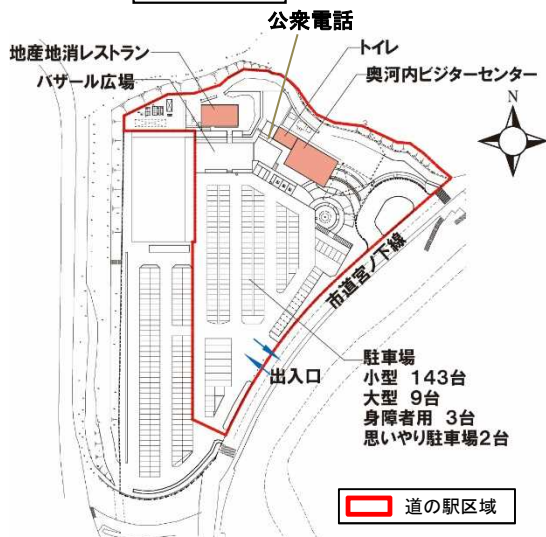 公衆電話
地産地消レストラン
トイレ
バザール広場
奥河内ビジターセンター
N
市道宮ノ下線
出入口
駐車場
小型 143台
大型 9台
身障者用 3台
思いやり駐車場2台
道の駅区域